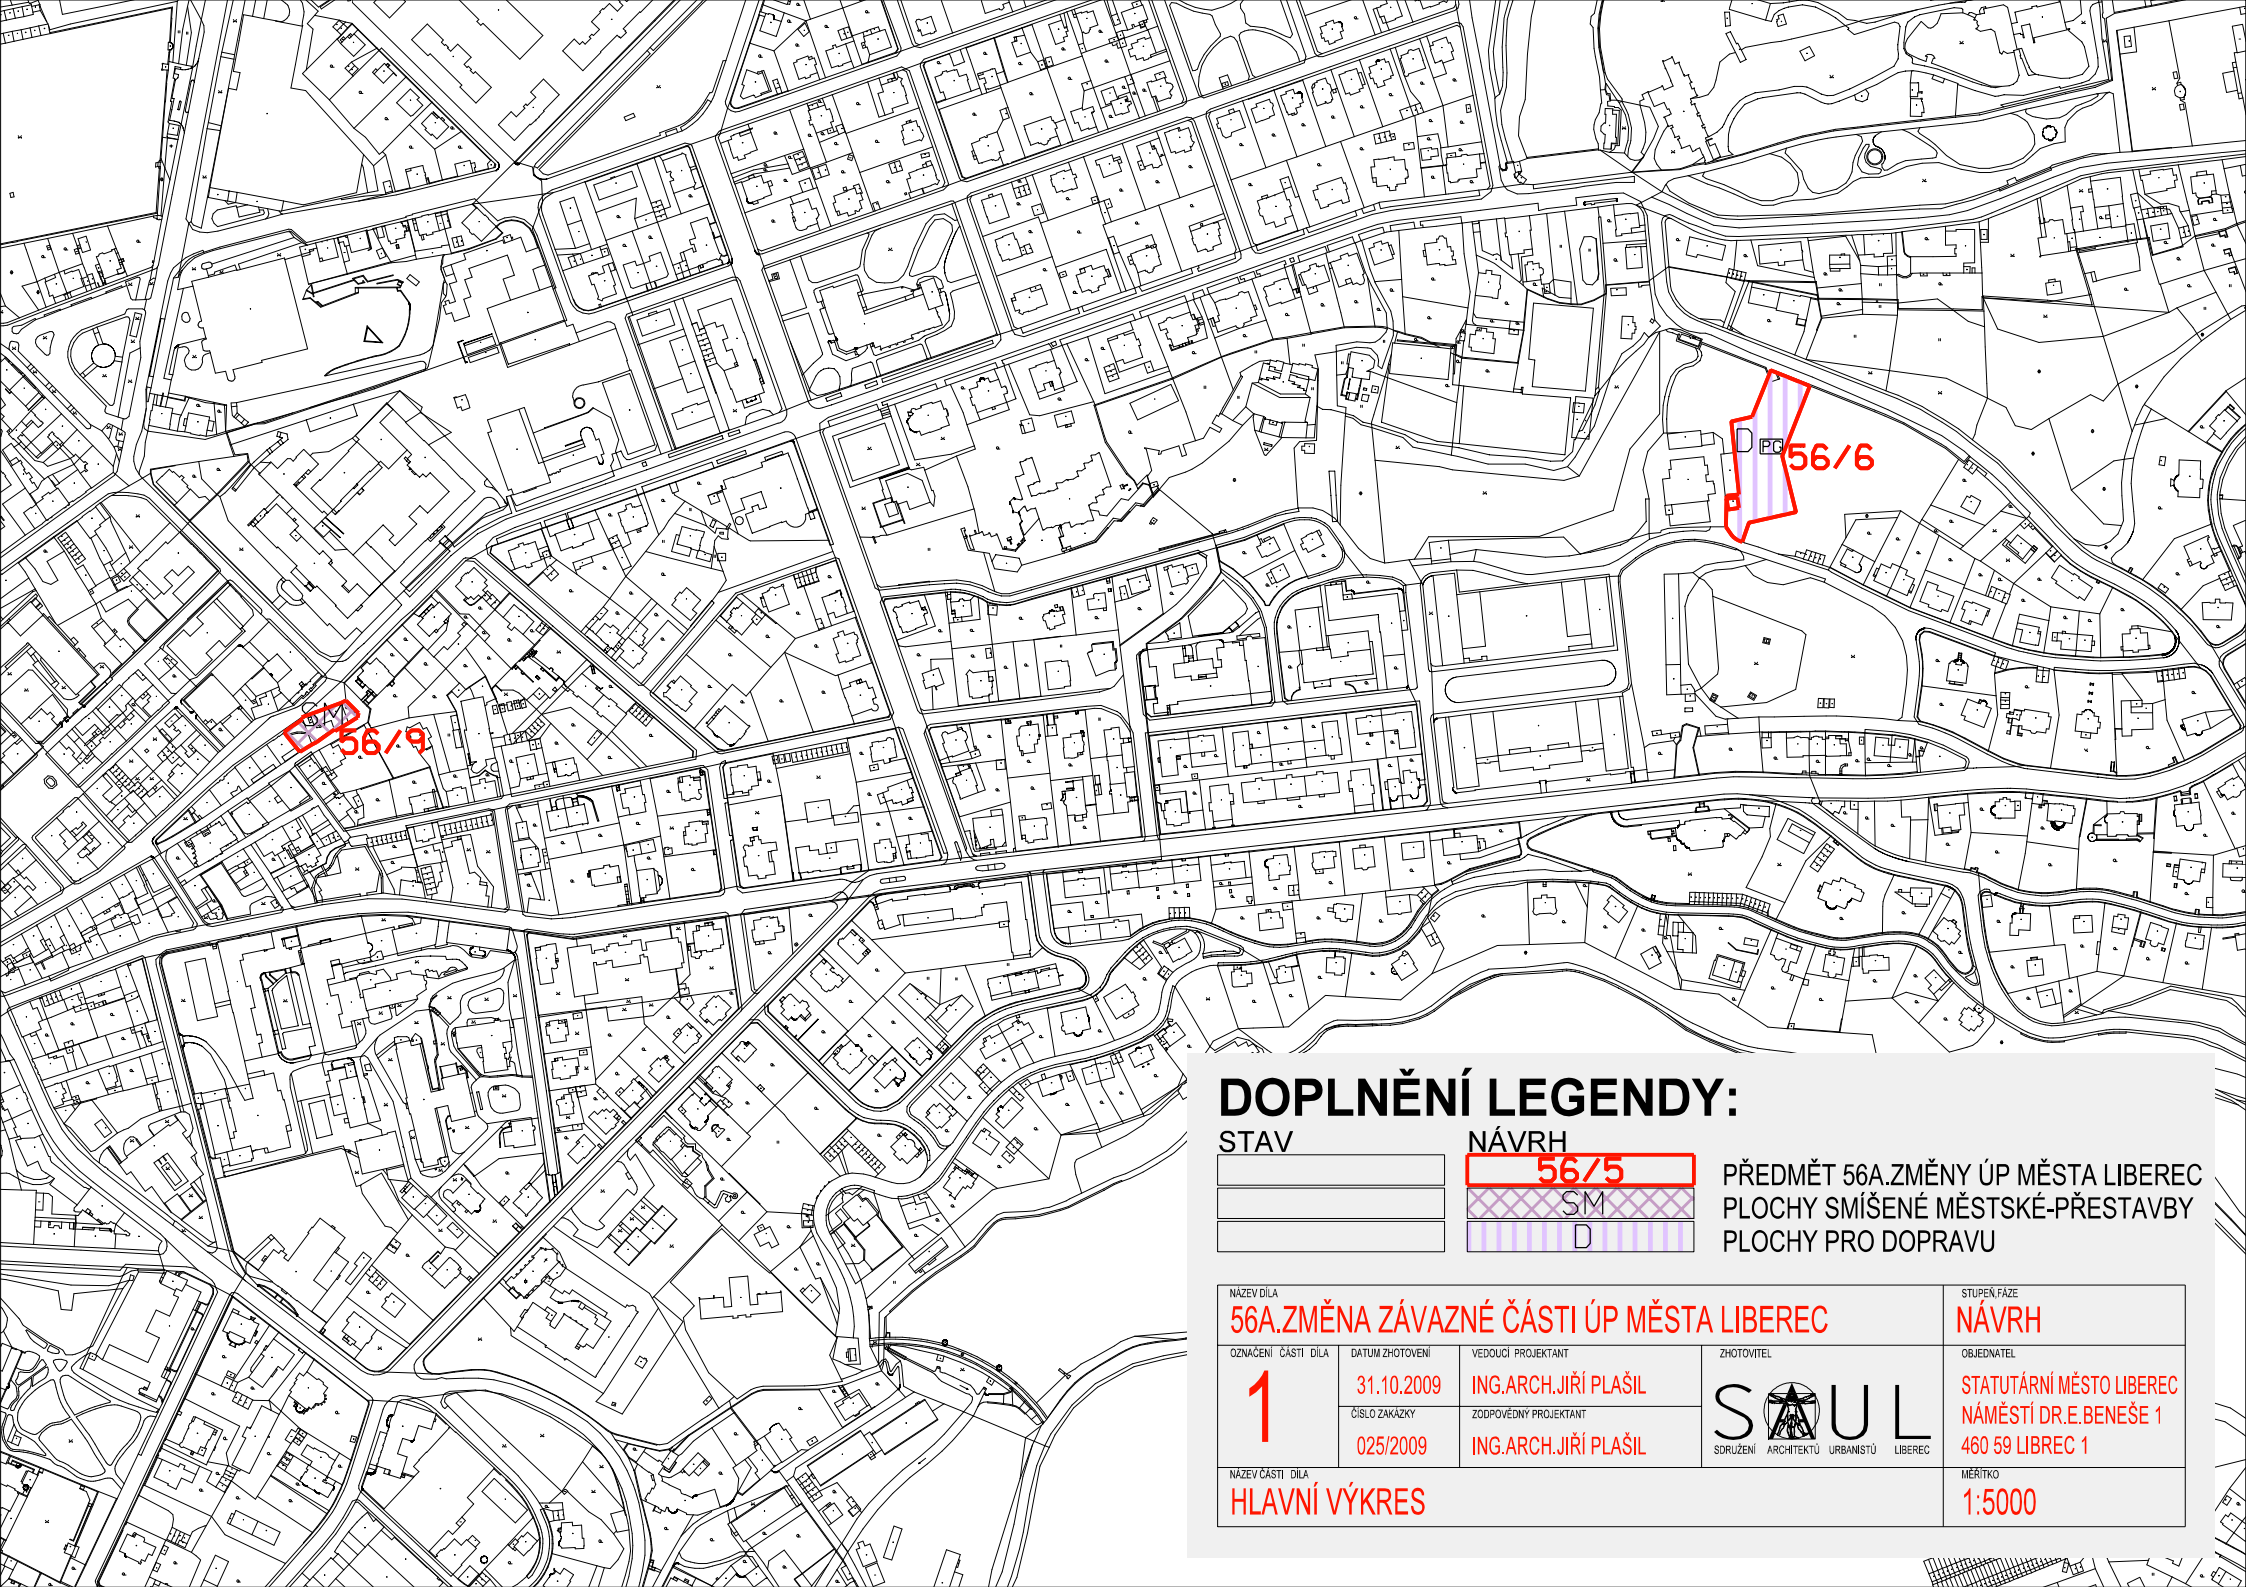 D PG
56/6
SM
56/9
DOPLNĚNÍ LEGENDY:
STAV NÁVRH
56/5 PŘEDMĚT 56A.ZMĚNY ÚP MĚSTA LIBEREC
SM PLOCHY SMÍŠENÉ MĚSTSKÉ-PŘESTAVBY
D PLOCHY PRO DOPRAVU
NÁZEV DÍLA
56A.ZMĚNA ZÁVAZNÉ ČÁSTI ÚP MĚSTA LIBEREC
STUPEŇ,FÁZE
NÁVRH
OZNAČENÍ ČÁSTI DÍLA
1
DATUM ZHOTOVENÍ
31.10.2009
VEDOUCÍ PROJEKTANT
ING.ARCH.JIŘÍ PLAŠIL
ČÍSLO ZAKÁZKY
025/2009
ZODPOVĚDNÝ PROJEKTANT
ING.ARCH.JIŘÍ PLAŠIL
ZHOTOVITEL
SAUL
SDRUŽENÍ ARCHITEKTŮ URBANISTŮ LIBEREC
OBJEDNATEL
STATUTÁRNÍ MĚSTO LIBEREC
NÁMĚSTÍ DR.E.BENEŠE 1
460 59 LIBREC 1
NÁZEV ČÁSTI DÍLA
HLAVNÍ VÝKRES
MĚŘÍTKO
1:5000